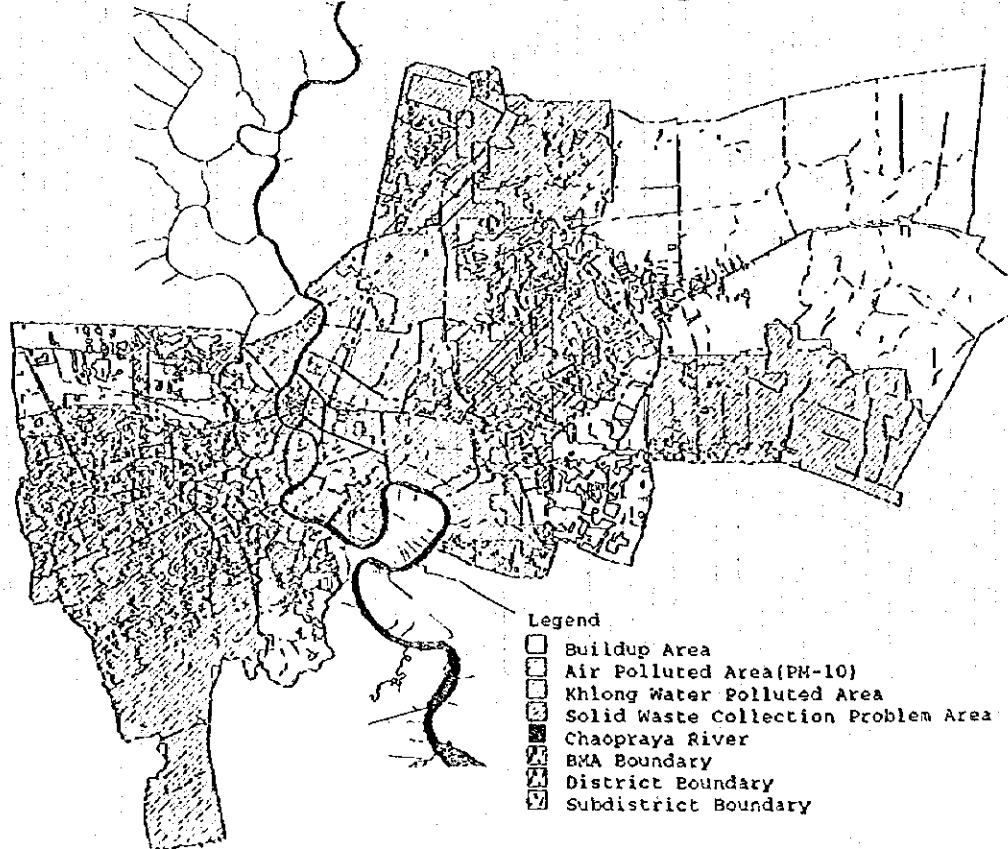 Legend
Buildup Area
Air Polluted Area(PM-10)
Khlong Water Polluted Area
Solid Waste Collection Problem Area
Chaopraya River
BMA Boundary
District Boundary
Subdistrict Boundary